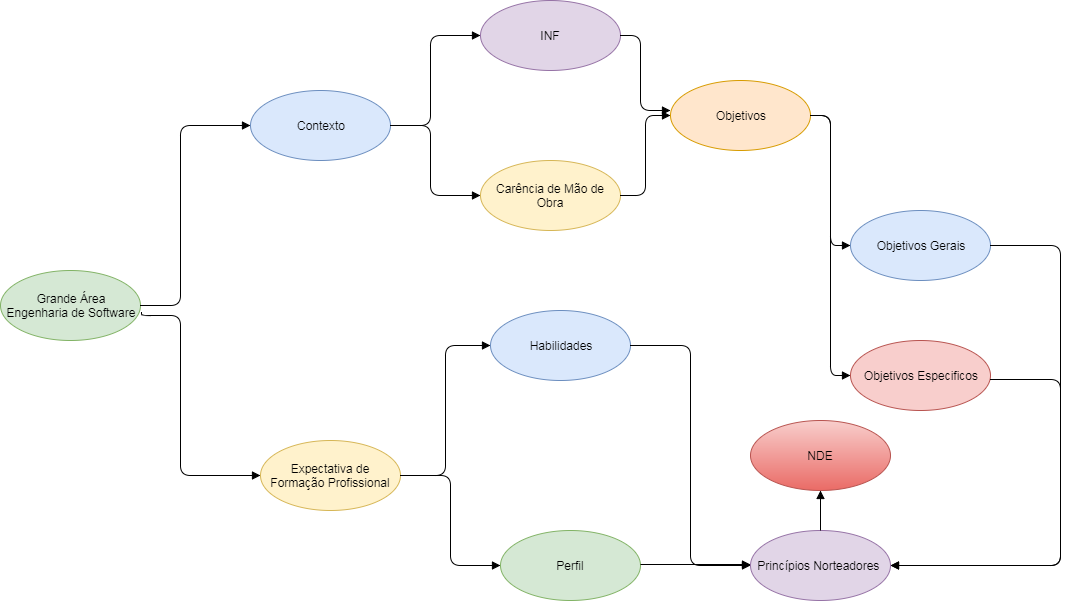 INF
Contexto
Objetivos
Carência de Mão de
Obra
Objetivos Gerais
Grande Área
Engenharia de Software
Habilidades
Objetivos Especificos
NDE
Expectativa de
Formação Profissional
Perfil
Princípios Norteadores